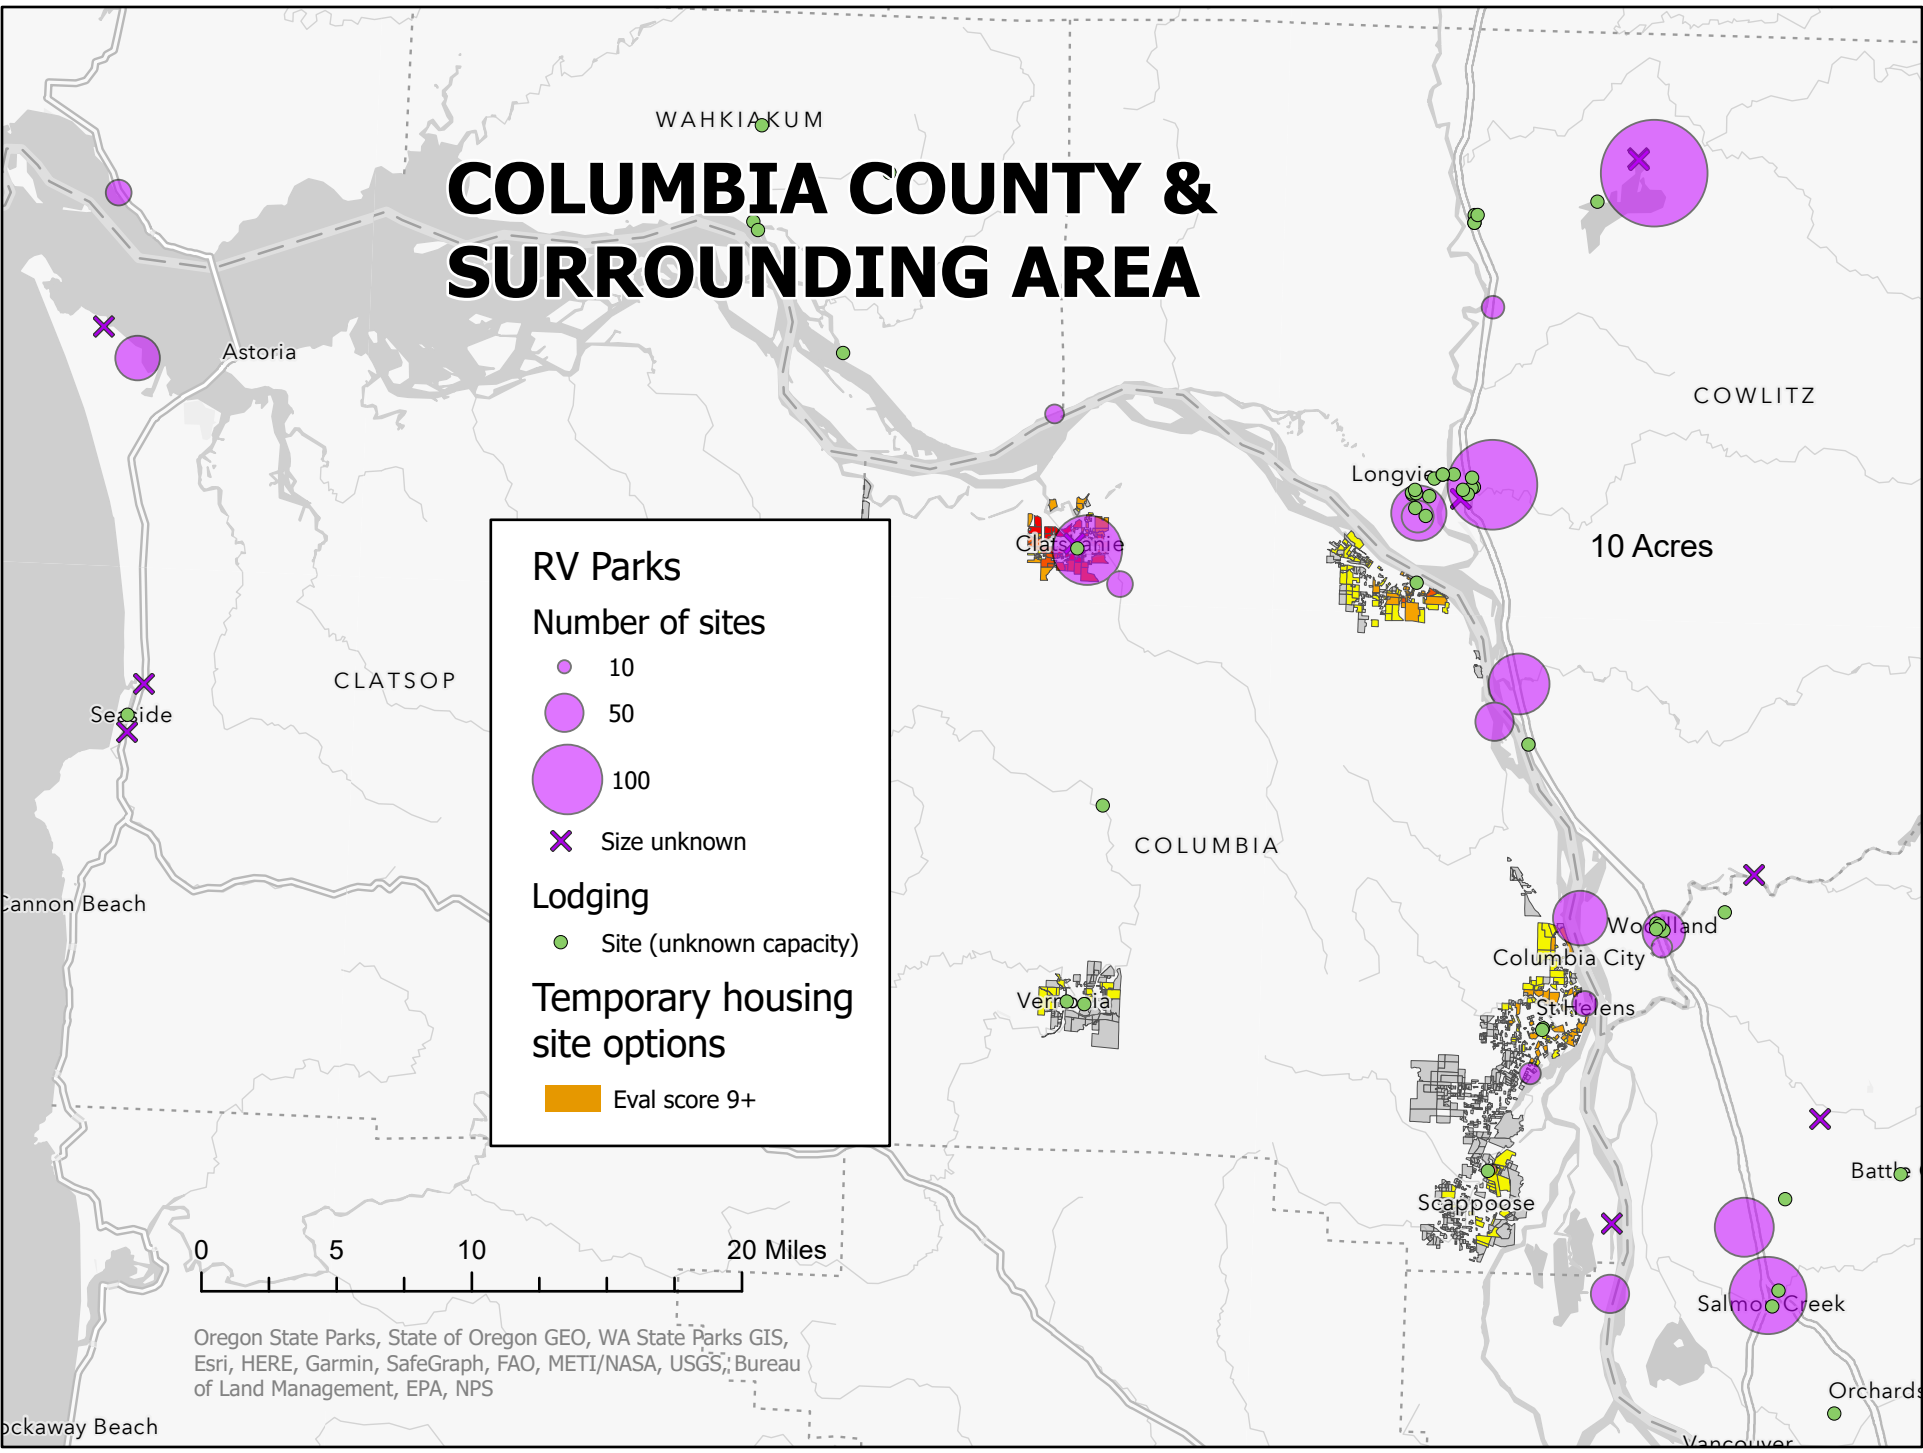 WAHKIAKUM
COLUMBIA COUNTY &
SURROUNDING AREA
Astoria
COWLITZ
Longvie
10 Acres
Clatskanie
CLATSOP
Seaside
COLUMBIA
Cannon Beach
Woodland
Columbia City
Vernonia
St Helens
Scappoose
Battle
Salmon Creek
Orchards
Vancouver
ockaway Beach
RV Parks
Number of sites
10
50
100
Size unknown
Lodging
Site (unknown capacity)
Temporary housing
site options
Eval score 9+
0 5 10 20 Miles
Oregon State Parks, State of Oregon GEO, WA State Parks GIS,
Esri, HERE, Garmin, SafeGraph, FAO, METI/NASA, USGS, Bureau
of Land Management, EPA, NPS